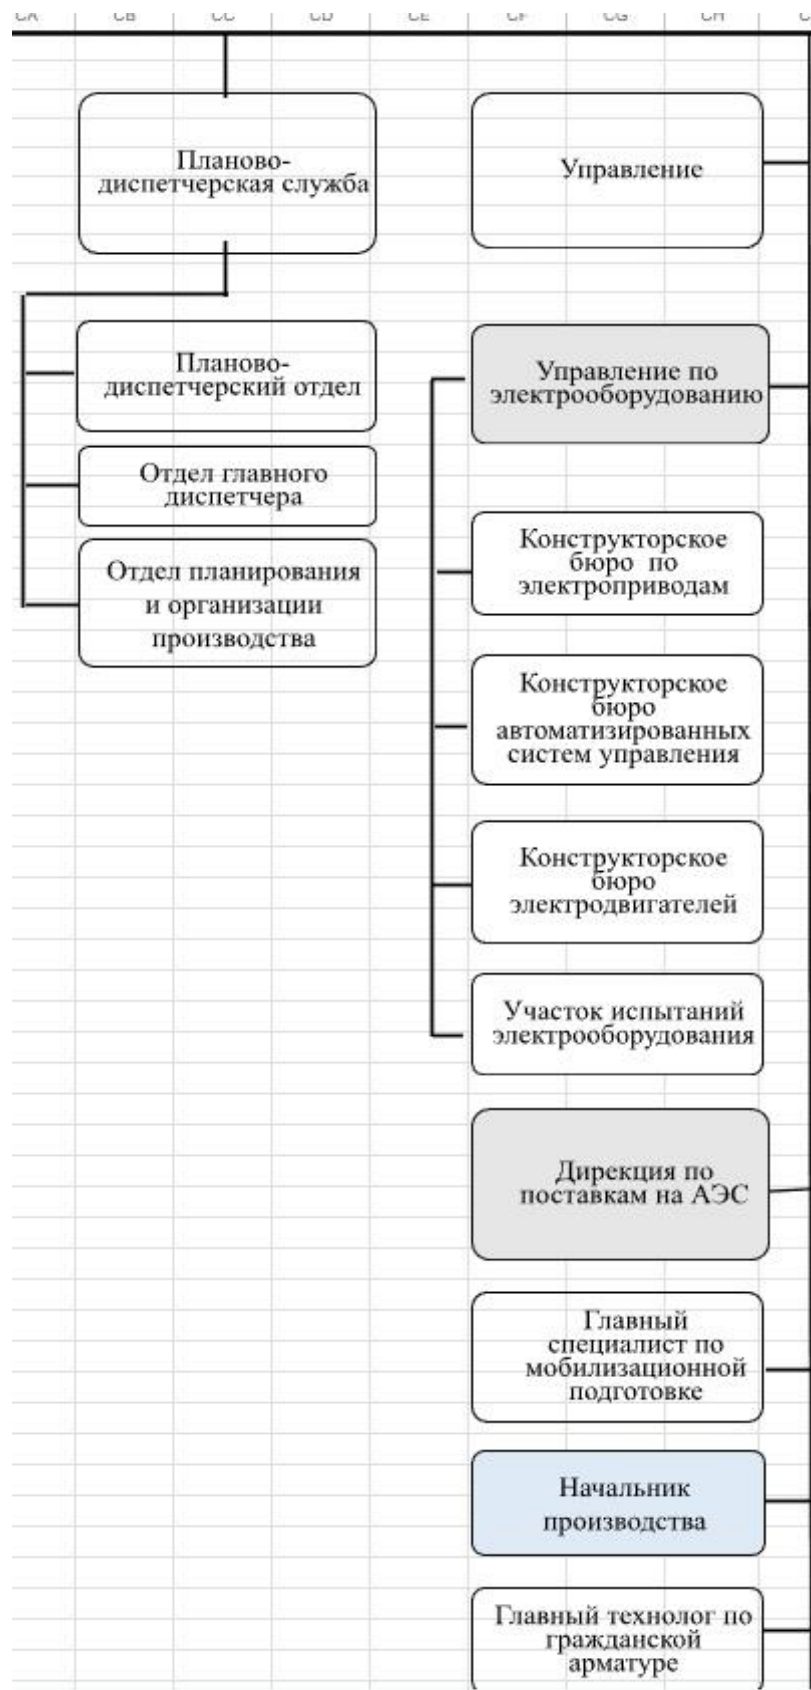 CA CB CC CD CE CF CG CH
Планово-
диспетчерская служба
Управление
Планово-
диспетчерский отдел
Отдел главного
диспетчера
Отдел планирования
и организации
производства
Управление по
электрооборудованию
Конструкторское
бюро по
электроприводам
Конструкторское
бюро
автоматизированных
систем управления
Конструкторское
бюро
электродвигателей
Участок испытаний
электрооборудования
Дирекция по
поставкам на АЭС
Главный
специалист по
мобилизационной
подготовке
Начальник
производства
Главный технолог по
гражданской
арматуре